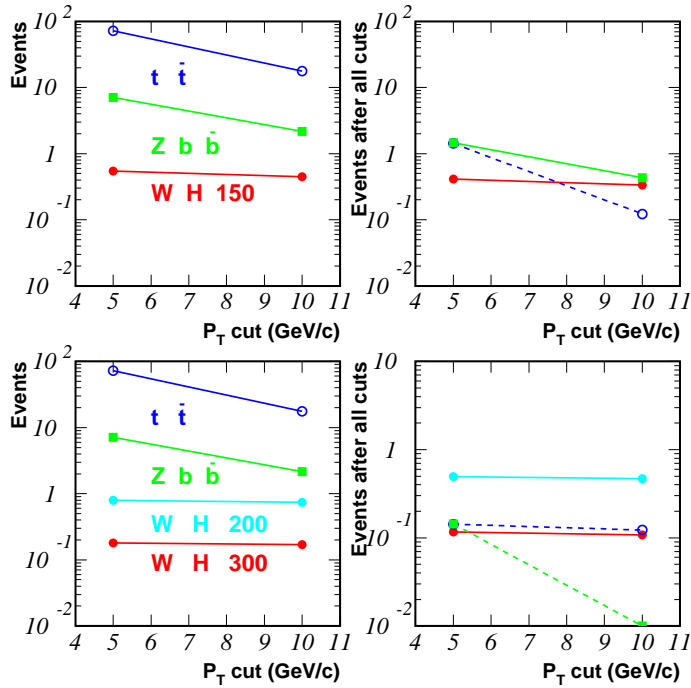 Events
10 2
10
1
10 -1
10 -2
t t̄
Z b b̄
W H 150
4 5 6 7 8 9 10 11
P_T cut (GeV/c)
Events after all cuts
10 2
10
1
10 -1
10 -2
4 5 6 7 8 9 10 11
P_T cut (GeV/c)
Events
10 2
10
1
10 -1
10 -2
t t̄
Z b b̄
W H 200
W H 300
4 5 6 7 8 9 10 11
P_T cut (GeV/c)
Events after all cuts
10
1
10 -1
10 -2
4 5 6 7 8 9 10 11
P_T cut (GeV/c)